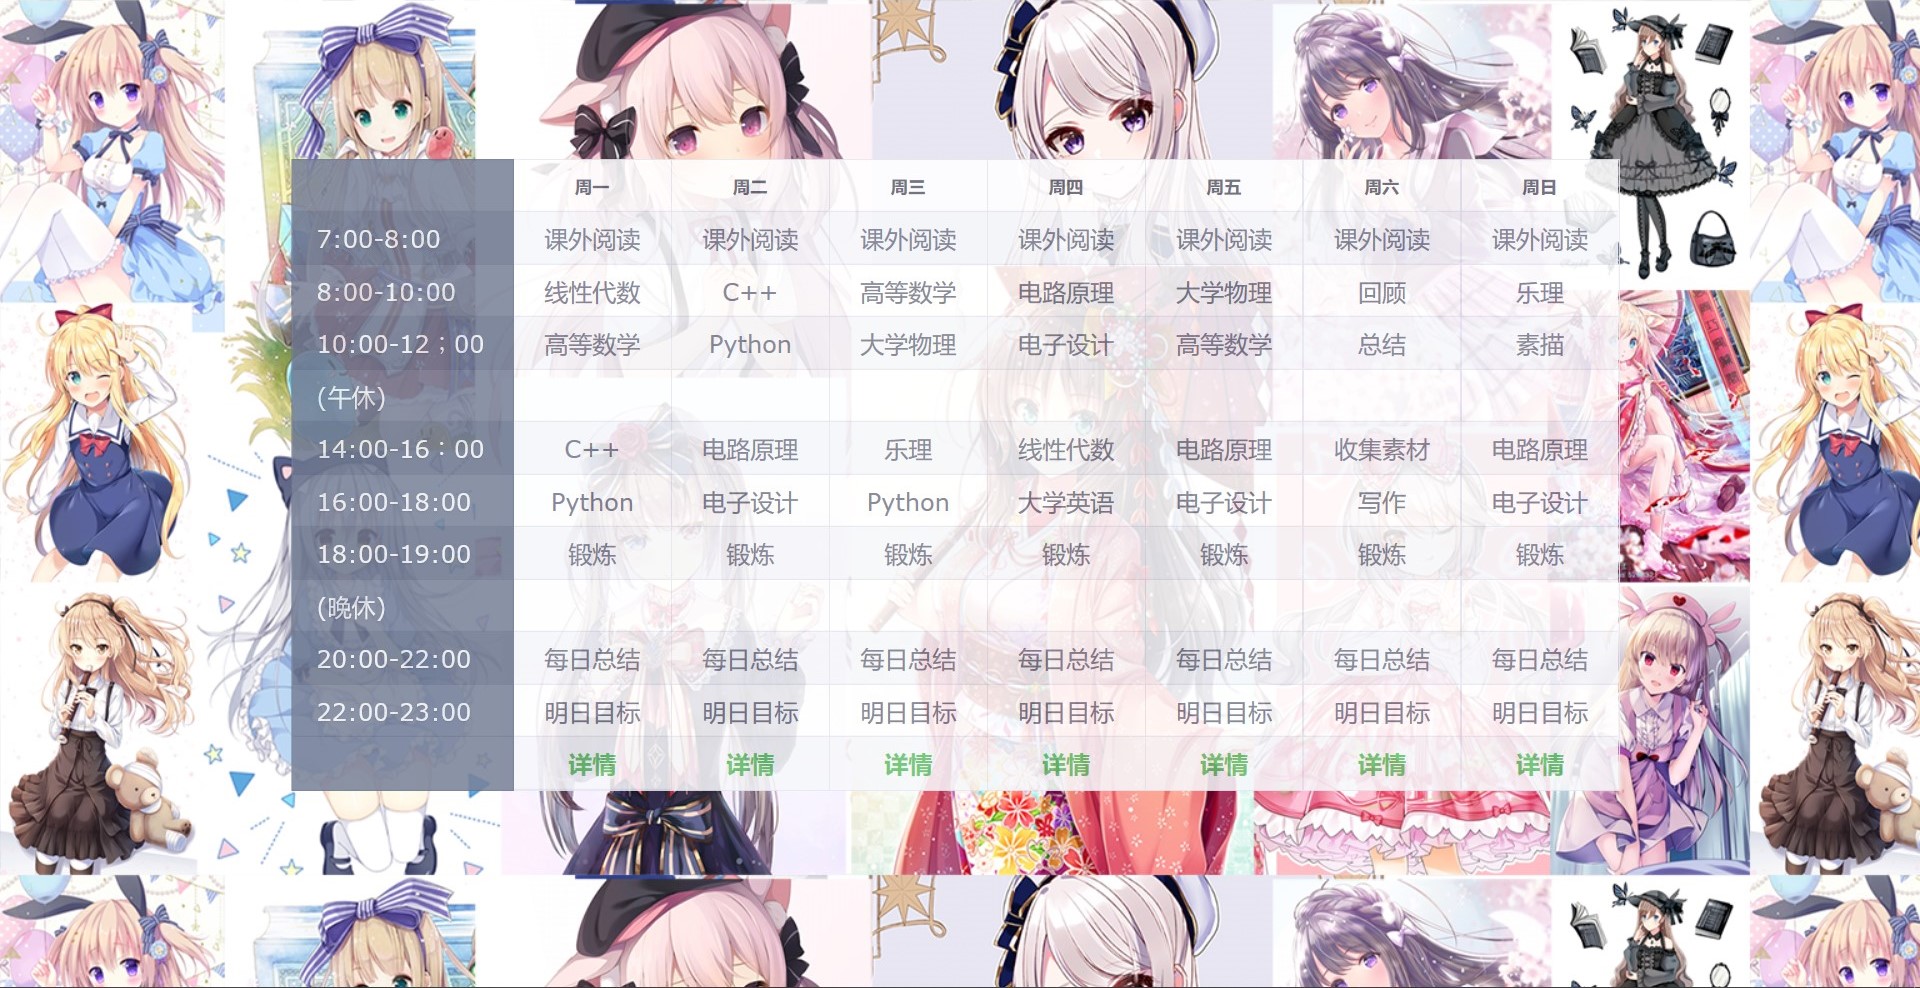 周一 周二 周三 周四 周五 周六 周日
7:00-8:00 课外阅读 课外阅读 课外阅读 课外阅读 课外阅读 课外阅读 课外阅读
8:00-10:00 线性代数 C++ 高等数学 电路原理 大学物理 回顾 乐理
10:00-12；00 高等数学 Python 大学物理 电子设计 高等数学 总结 素描
(午休)
14:00-16：00 C++ 电路原理 乐理 线性代数 电路原理 收集素材 电路原理
16:00-18:00 Python 电子设计 Python 大学英语 电子设计 写作 电子设计
18:00-19:00 锻炼 锻炼 锻炼 锻炼 锻炼 锻炼 锻炼
(晚休)
20:00-22:00 每日总结 每日总结 每日总结 每日总结 每日总结 每日总结 每日总结
22:00-23:00 明日目标 明日目标 明日目标 明日目标 明日目标 明日目标 明日目标
详情 详情 详情 详情 详情 详情 详情